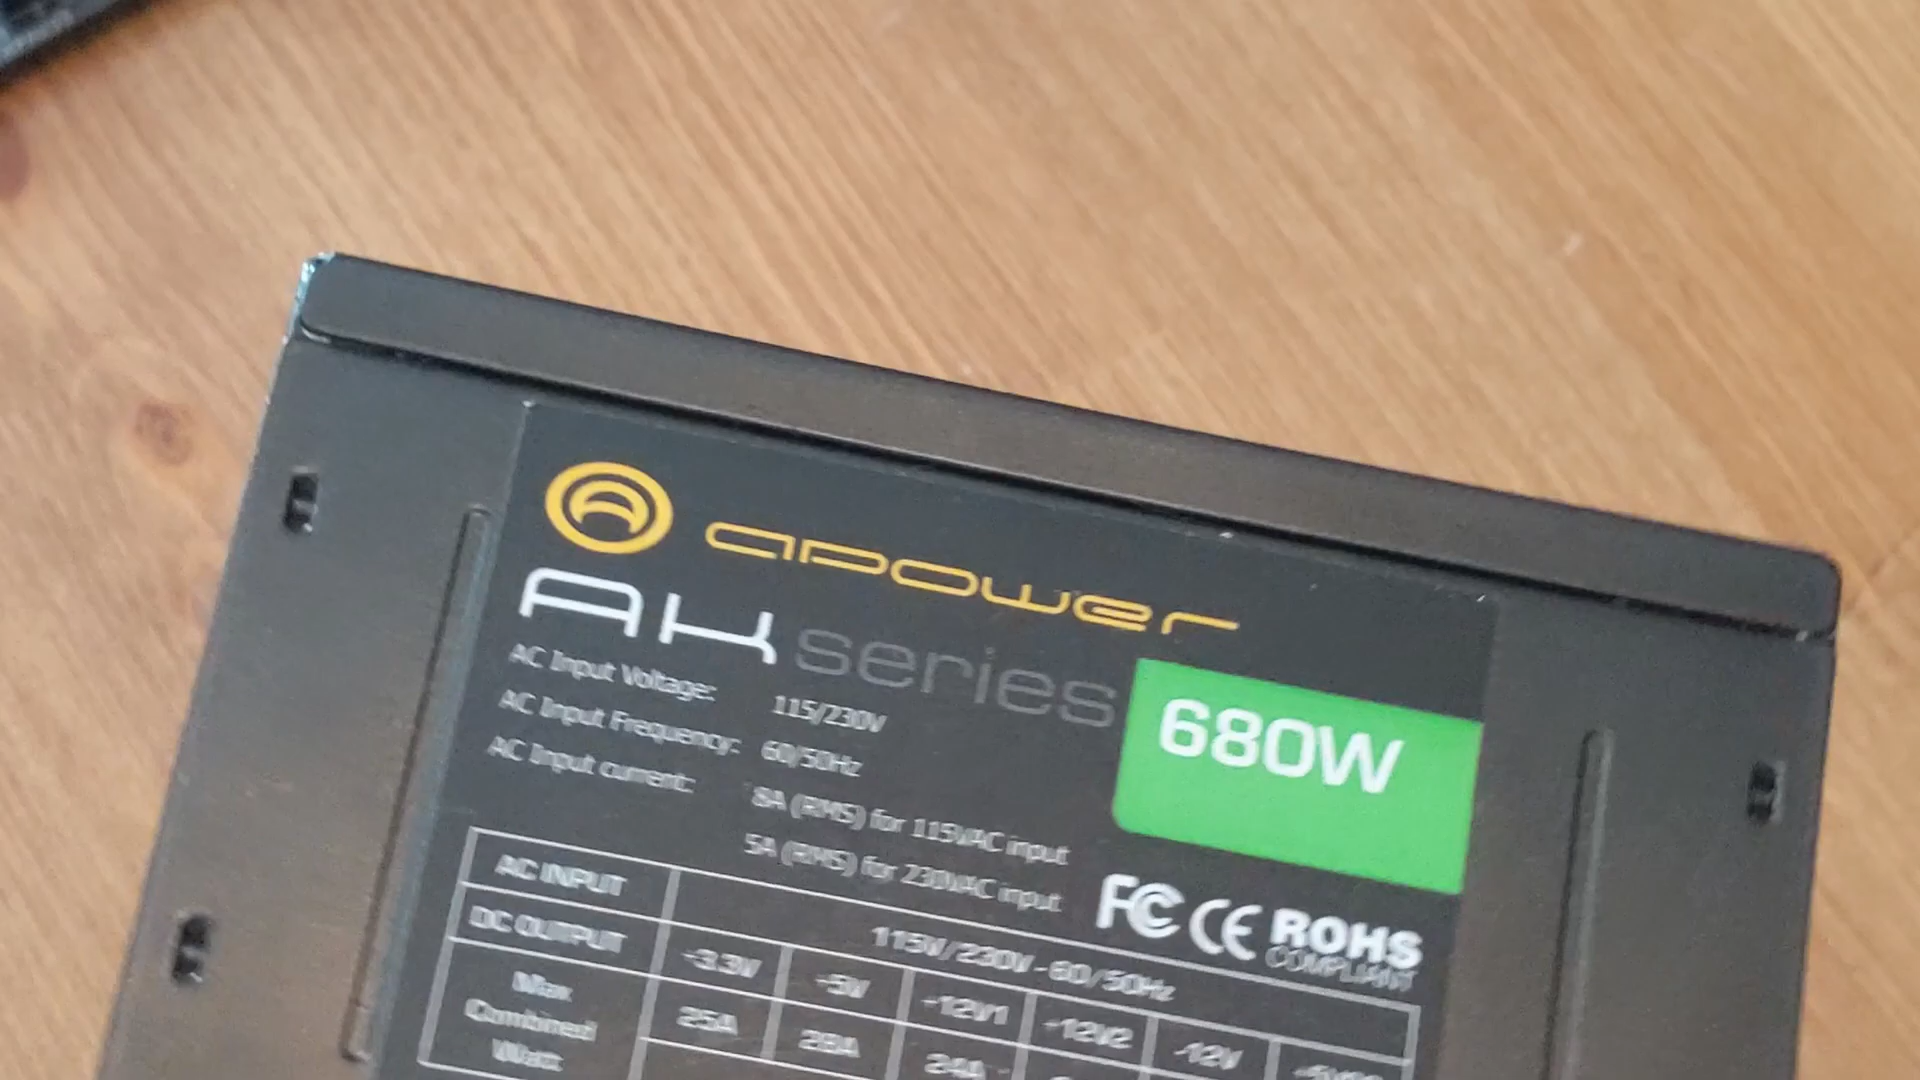 apower
AK series
680W
AC Input Voltage: 115/230V
AC Input Frequency: 60/50Hz
AC Input current: 8A (RMS) for 115VAC input
5A (RMS) for 230VAC input
FC CE ROHS
COMPLIANT
AC INPUT 115V/230V-60/50Hz
DC OUTPUT +3.3V +5V +12V1 +12V2 -12V
Max 25A 24A
Combined
Watt